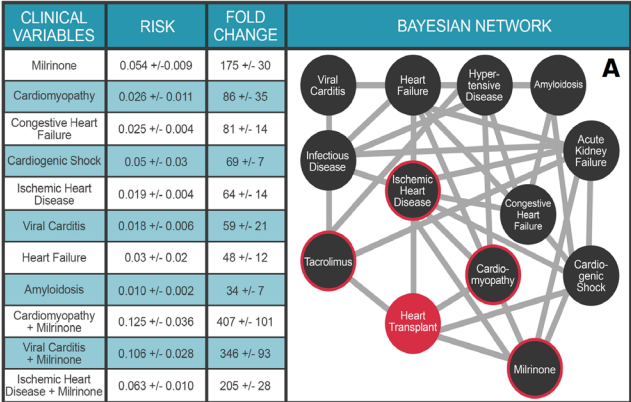 CLINICAL
VARIABLES
RISK
FOLD
CHANGE
BAYESIAN NETWORK
Milrinone
0.054 +/-0.009
175 +/- 30
Cardiomyopathy
0.026 +/- 0.011
86 +/- 35
Congestive Heart
Failure
0.025 +/- 0.004
81 +/- 14
Cardiogenic Shock
0.05 +/- 0.03
69 +/- 7
Ischemic Heart
Disease
0.019 +/- 0.004
64 +/- 14
Viral Carditis
0.018 +/- 0.006
59 +/- 21
Heart Failure
0.03 +/- 0.02
48 +/- 12
Amyloidosis
0.010 +/- 0.002
34 +/- 7
Cardiomyopathy
+ Milrinone
0.125 +/- 0.036
407 +/- 101
Viral Carditis
+ Milrinone
0.106 +/- 0.028
346 +/- 93
Ischemic Heart
Disease + Milrinone
0.063 +/- 0.010
205 +/- 28
A
Viral
Carditis
Heart
Failure
Hyper-
tensive
Disease
Amyloidosis
Infectious
Disease
Ischemic
Heart
Disease
Acute
Kidney
Failure
Congestive
Heart
Failure
Tacrolimus
Cardio-
myopathy
Cardio-
genic
Shock
Heart
Transplant
Milrinone